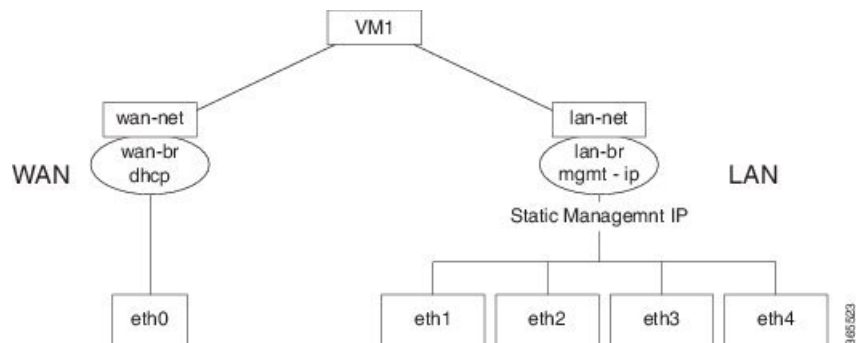 VM1
wan-net
lan-net
wan-br
dhcp
lan-br
mgmt - ip
WAN
LAN
Static Managemnt IP
eth0
eth1
eth2
eth3
eth4
365523